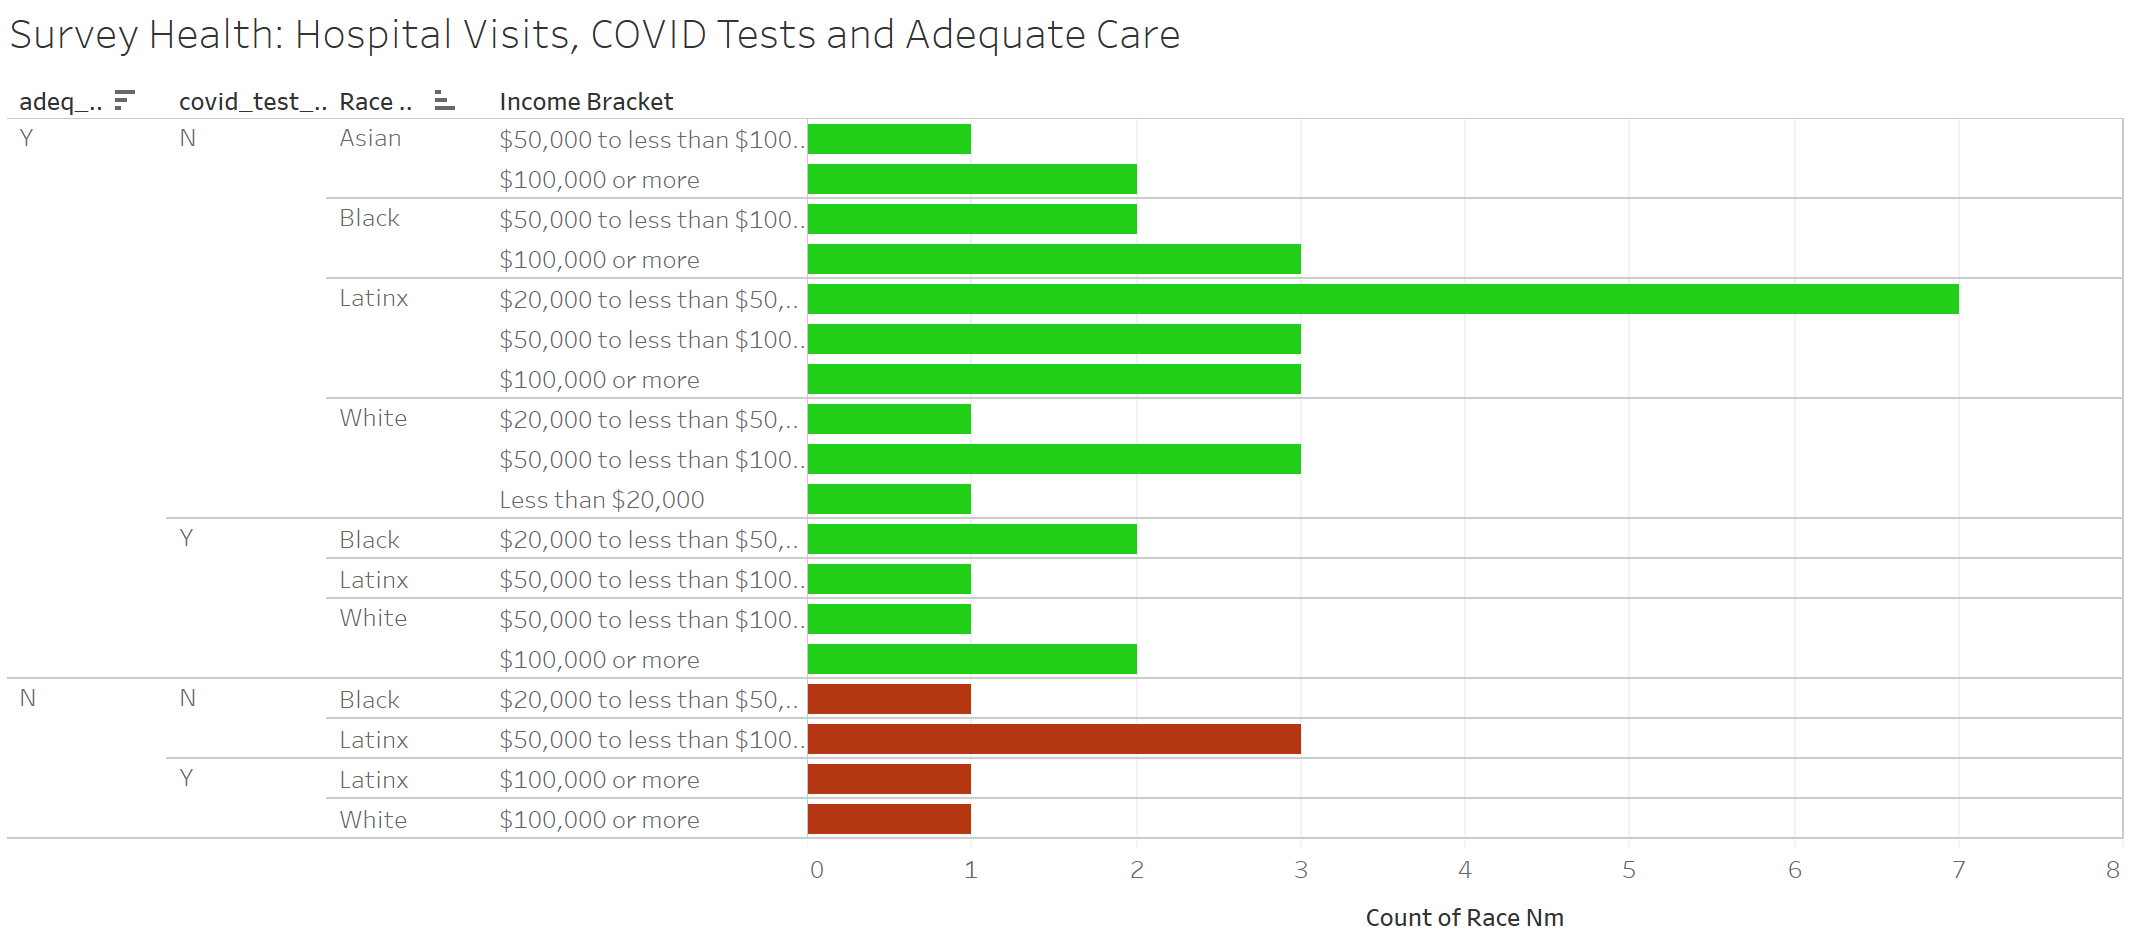 Survey Health: Hospital Visits, COVID Tests and Adequate Care
adeq_.. covid_test_.. Race .. Income Bracket
Y N Asian $50,000 to less than $100..
$100,000 or more
Black $50,000 to less than $100..
$100,000 or more
Latinx $20,000 to less than $50,..
$50,000 to less than $100..
$100,000 or more
White $20,000 to less than $50,..
$50,000 to less than $100..
Less than $20,000
Y Black $20,000 to less than $50,..
Latinx $50,000 to less than $100..
White $50,000 to less than $100..
$100,000 or more
N N Black $20,000 to less than $50,..
Latinx $50,000 to less than $100..
Y Latinx $100,000 or more
White $100,000 or more
0 1 2 3 4 5 6 7 8
Count of Race Nm